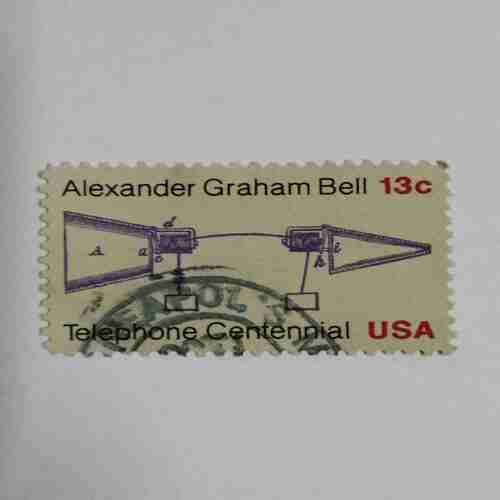 Alexander Graham Bell 13c
A a c d h i
Telephone Centennial USA